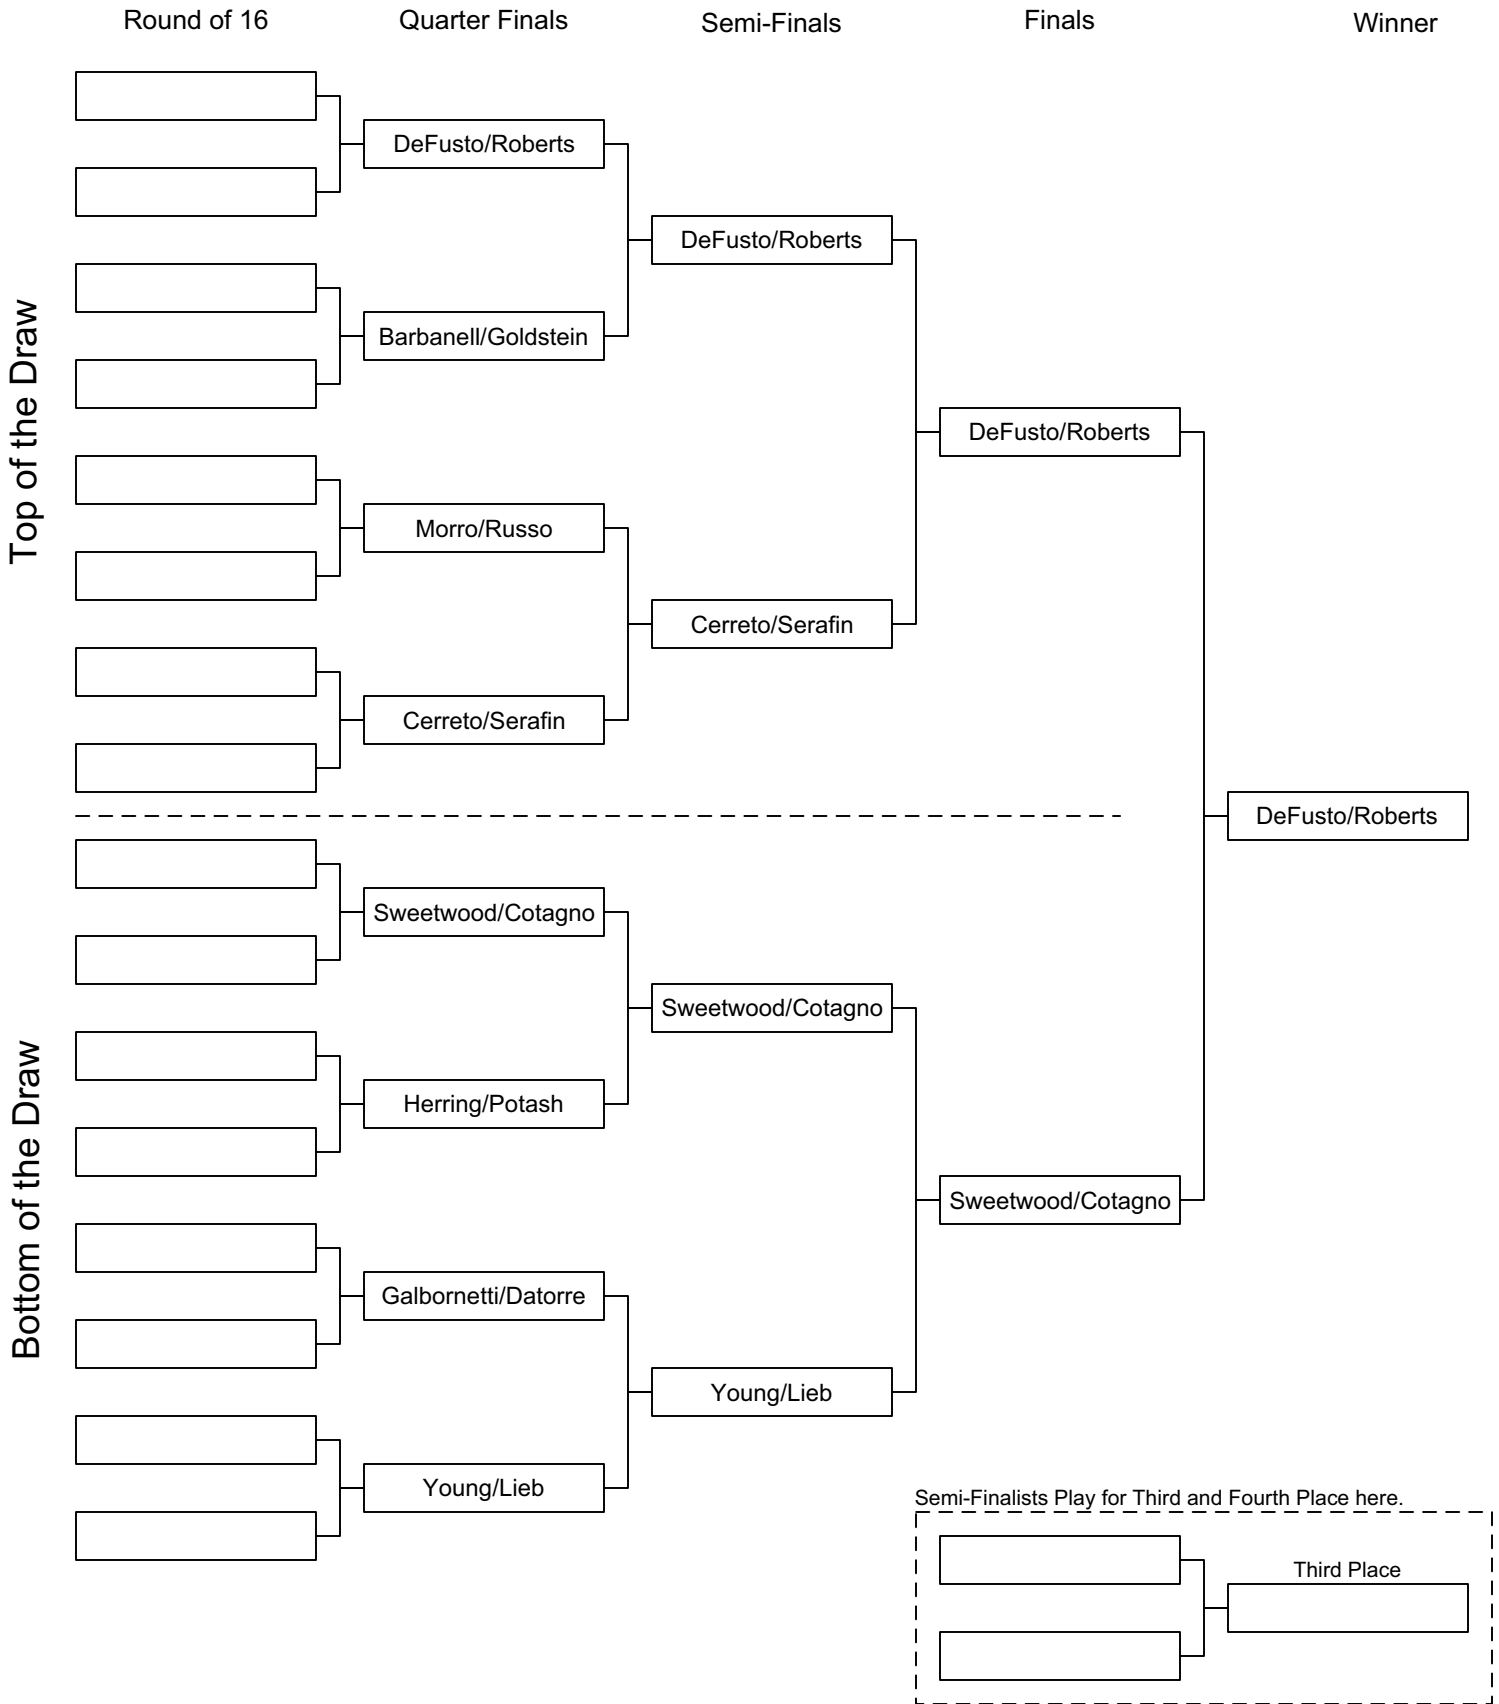 Round of 16
Quarter Finals
Semi-Finals
Finals
Winner
Top of the Draw
DeFusto/Roberts
DeFusto/Roberts
Barbanell/Goldstein
DeFusto/Roberts
Morro/Russo
Cerreto/Serafin
Cerreto/Serafin
DeFusto/Roberts
Bottom of the Draw
Sweetwood/Cotagno
Sweetwood/Cotagno
Herring/Potash
Sweetwood/Cotagno
Galbornetti/Datorre
Young/Lieb
Young/Lieb
Semi-Finalists Play for Third and Fourth Place here.
Third Place